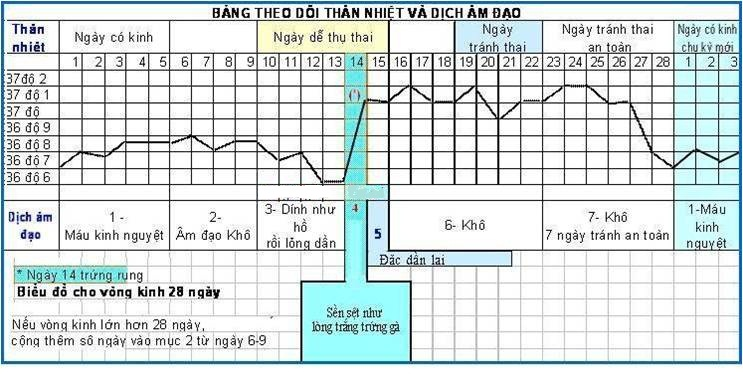 BẢNG THEO DÕI THÂN NHIỆT VÀ DỊCH ÂM ĐẠO
Thân nhiệt
Ngày có kinh
Ngày dễ thụ thai
Ngày tránh thai
Ngày tránh thai an toàn
Ngày có kinh chu kỳ mới
1 2 3 4 5 6 7 8 9 10 11 12 13 14 15 16 17 18 19 20 21 22 23 24 25 26 27 28 1 2 3
37 độ 2
37 độ 1
(*)
37 độ
36 độ 9
36 độ 8
36 độ 7
36 độ 6
Dịch âm đạo
1 - Máu kinh nguyệt
2- Âm đạo Khô
3- Dính như hồ rồi lỏng dần
4
5
6- Khô
7- Khô
7 ngày tránh an toàn
1-Máu kinh nguyệt
Đặc dần lại
* Ngày 14 trứng rụng
Biểu đồ cho vòng kinh 28 ngày
Sền sệt như
lòng trắng trứng gà
Nếu vòng kinh lớn hơn 28 ngày,
cộng thêm số ngày vào mục 2 từ ngày 6-9